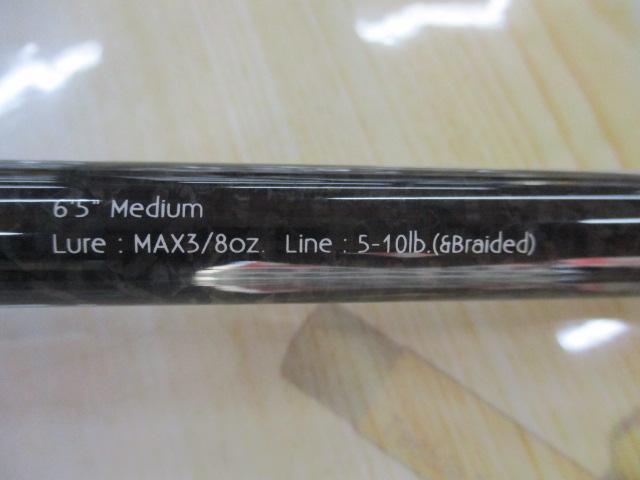 6'5" Medium
Lure : MAX3/8oz. Line : 5-10lb.(&Braided)